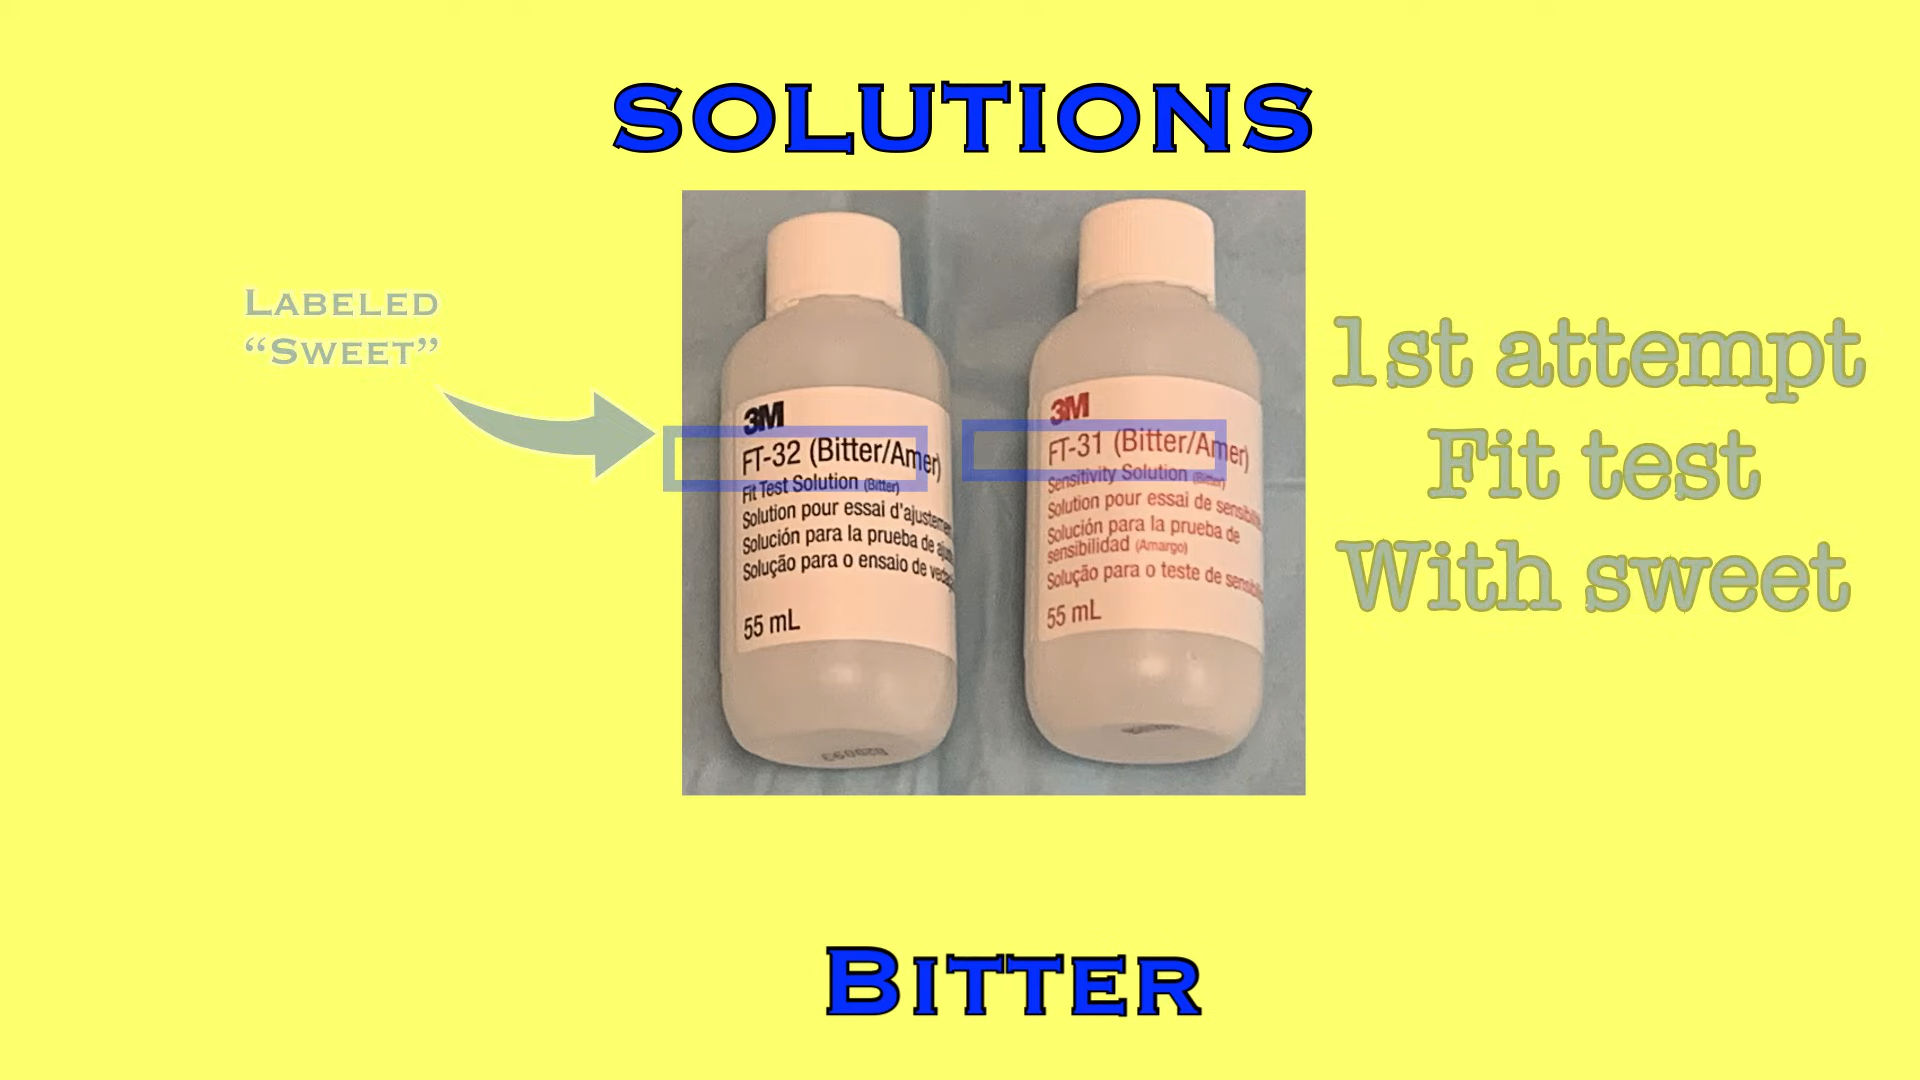 SOLUTIONS
LABELED
“SWEET”
3M
FT-32 (Bitter/Amer)
Fit Test Solution (Bitter)
Solution pour essai d'ajustement
Solución para la prueba de
Solução para o ensaio de
55 mL
3M
FT-31 (Bitter/Amer)
Sensitivity Solution (Bitter)
Solution pour essai de
Solución para la prueba de
sensibilidad (Amargo)
Solução para o teste de
55 mL
1st attempt
Fit test
With sweet
BITTER